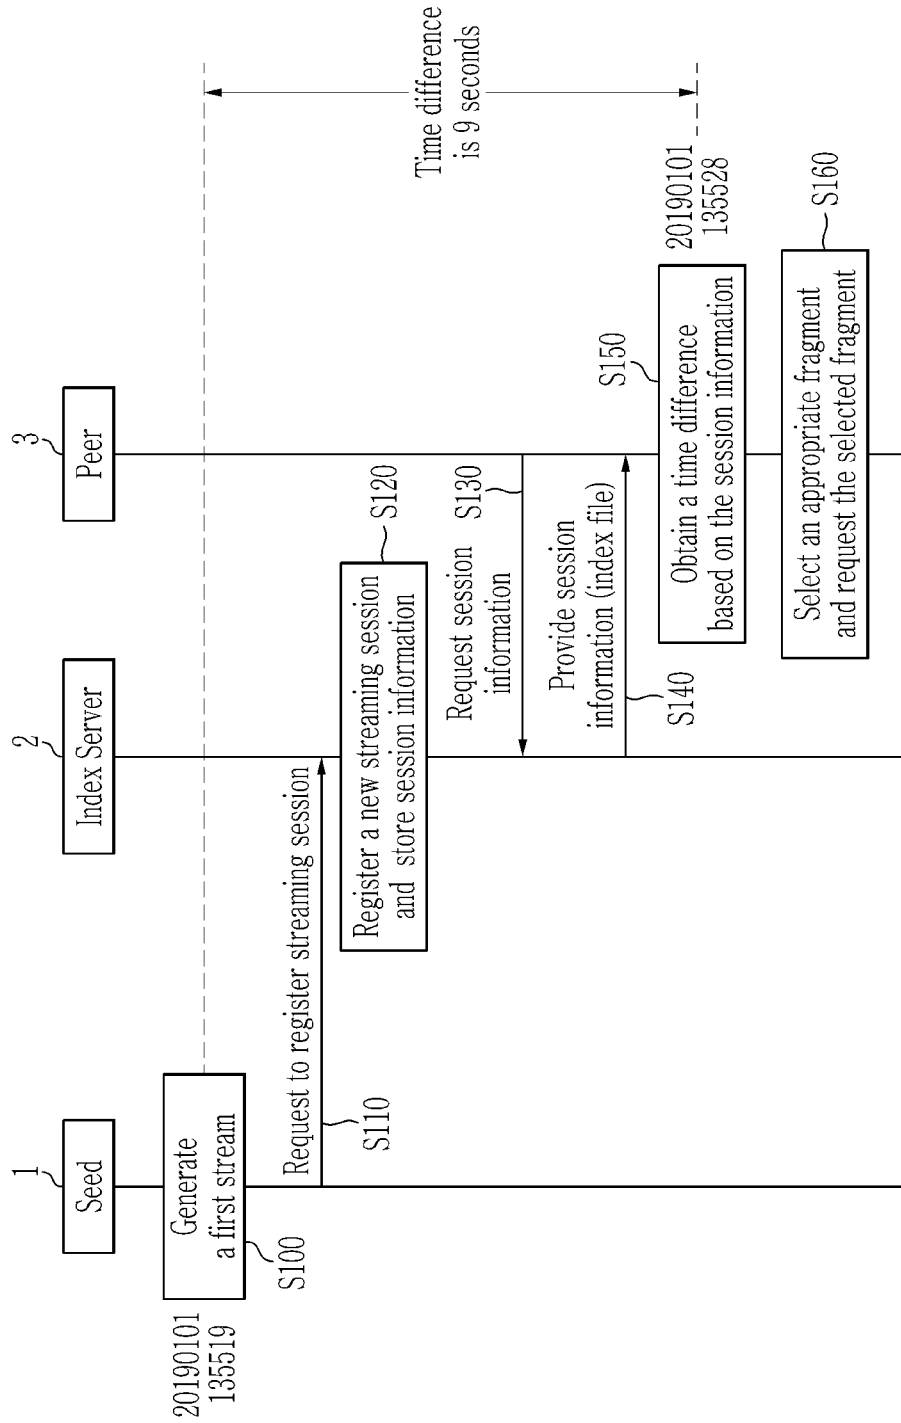 1
Seed
2
Index Server
3
Peer
20190101
135519
Generate
a first stream
S100
Request to register streaming session
S110
Register a new streaming session
and store session information
S120
Request session
information
S130
Provide session
information (index file)
S140
S150
Obtain a time difference
based on the session information
20190101
135528
Time difference
is 9 seconds
Select an appropriate fragment
and request the selected fragment
S160